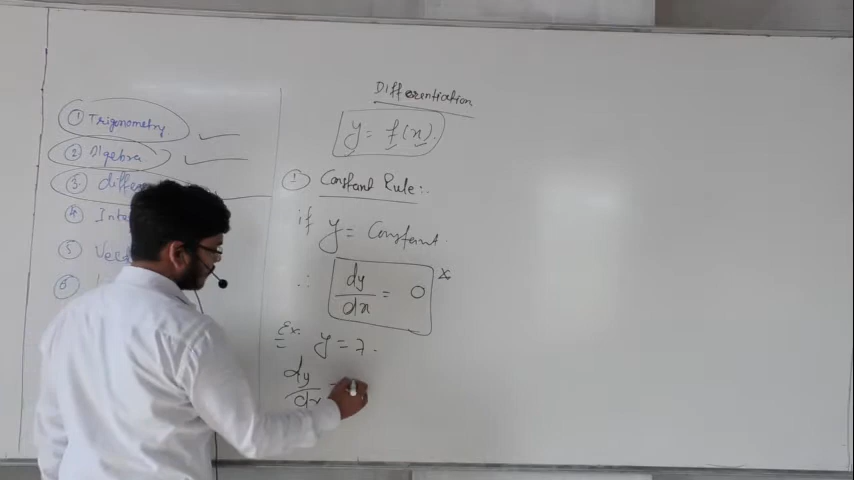 ① Trigonometry.
② Algebra
③ differe
④ Inte
⑤ Vec
⑥
Differentiation
y = f(x).
① Constant Rule:.
if y = Constant.
∴ dy/dx = 0
Ex. y = 7.
dy/dx =